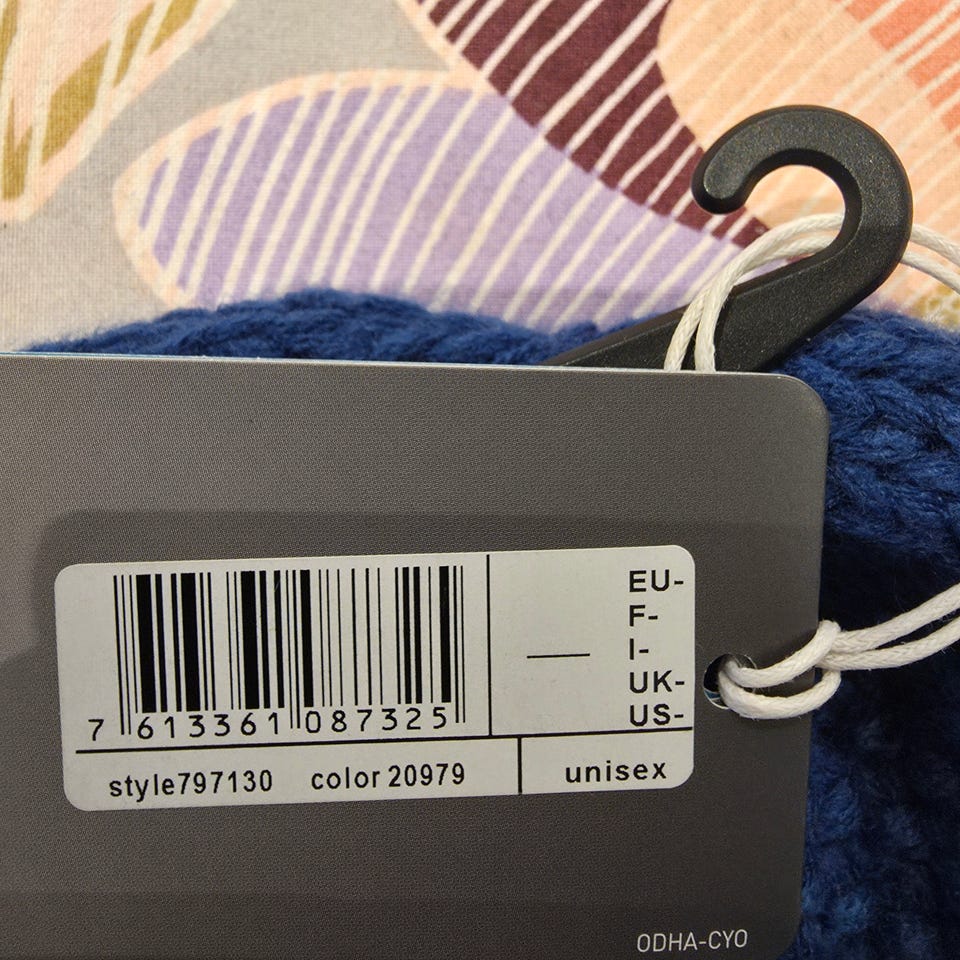 EU-
F-
I-
UK-
US-
7 613361 087325
style797130 color 20979
unisex
ODHA-CYO